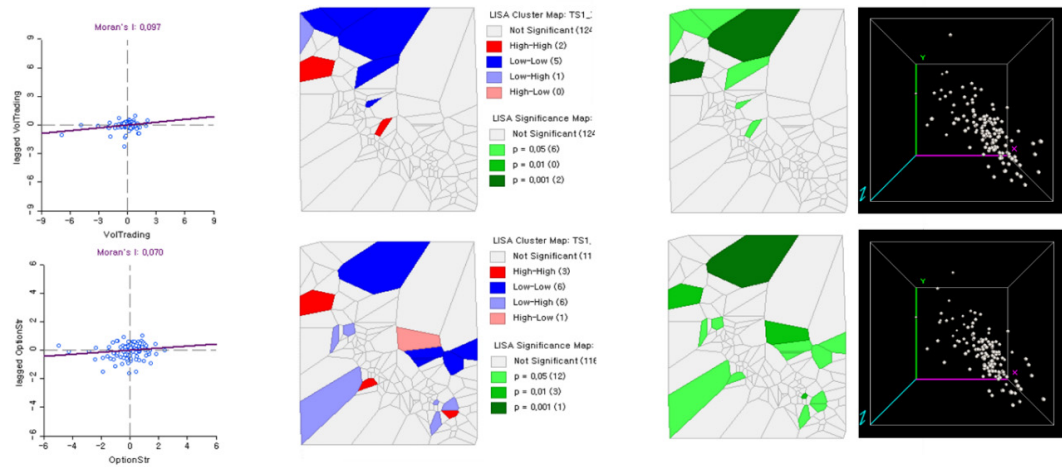 Moran's I: 0,097
lagged VolTrading
9
6
3
0
-3
-6
-9
-9
-6
-3
0
3
6
9
VolTrading
LISA Cluster Map: TS1_
Not Significant (124
High-High (2)
Low-Low (5)
Low-High (1)
High-Low (0)
LISA Significance Map:
Not Significant (124
p = 0,05 (6)
p = 0,01 (0)
p = 0,001 (2)
Y
X
Z
Moran's I: 0,070
lagged OptionStr
6
4
2
0
-2
-4
-6
-6
-4
-2
0
2
4
6
OptionStr
LISA Cluster Map: TS1_
Not Significant (11
High-High (3)
Low-Low (6)
Low-High (6)
High-Low (1)
LISA Significance Map:
Not Significant (116
p = 0,05 (12)
p = 0,01 (3)
p = 0,001 (1)
Y
X
Z